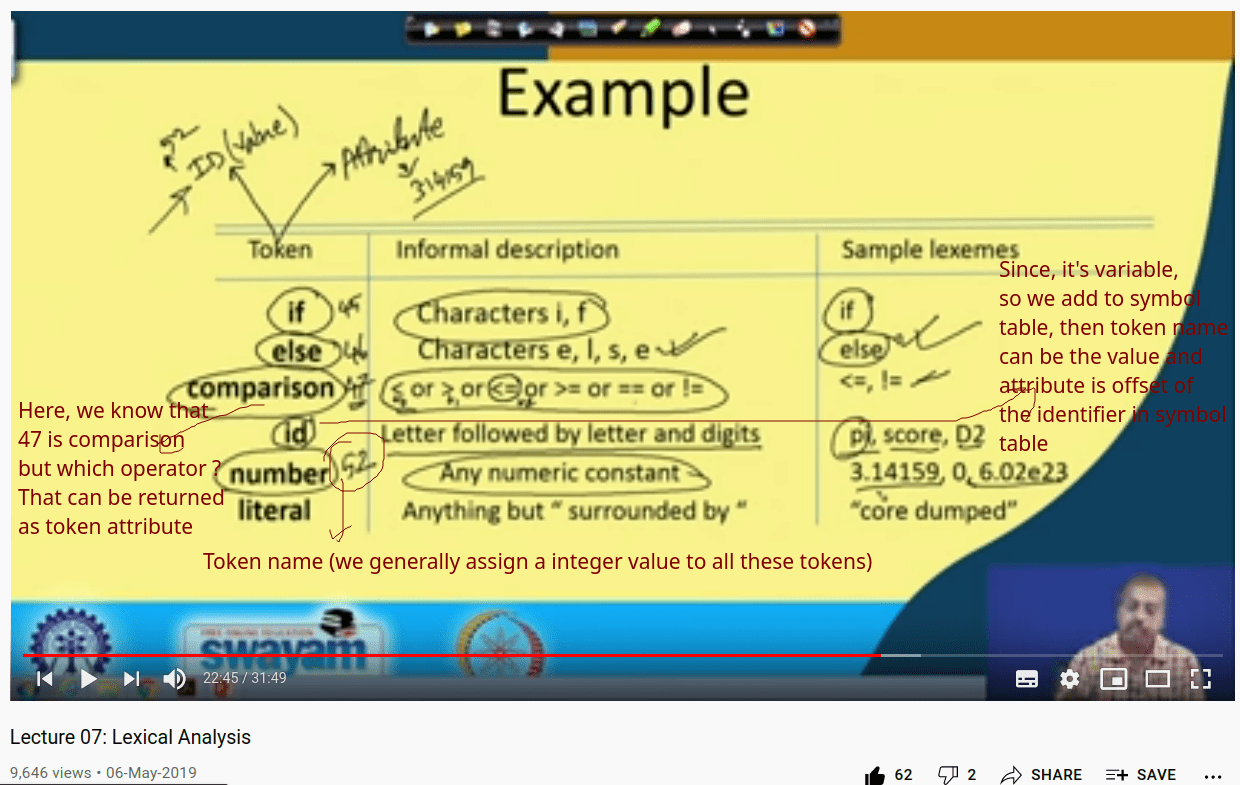 Example
52
ID (Value)
Attribute
3.14159
Token Informal description Sample lexemes
if 45 Characters i, f if
else 46 Characters e, l, s, e else
comparison 47 < or > or <= or >= or == or != <=, !=
id Letter followed by letter and digits pi, score, D2
number 52 Any numeric constant 3.14159, 0, 6.02e23
literal Anything but “ surrounded by “ “core dumped”
Since, it's variable,
so we add to symbol
table, then token name
can be the value and
attribute is offset of
the identifier in symbol
table
Here, we know that
47 is comparison
but which operator ?
That can be returned
as token attribute
Token name (we generally assign a integer value to all these tokens)
FREE ONLINE EDUCATION
swayam
22:45 / 31:49
Lecture 07: Lexical Analysis
9,646 views • 06-May-2019
62 2 SHARE SAVE